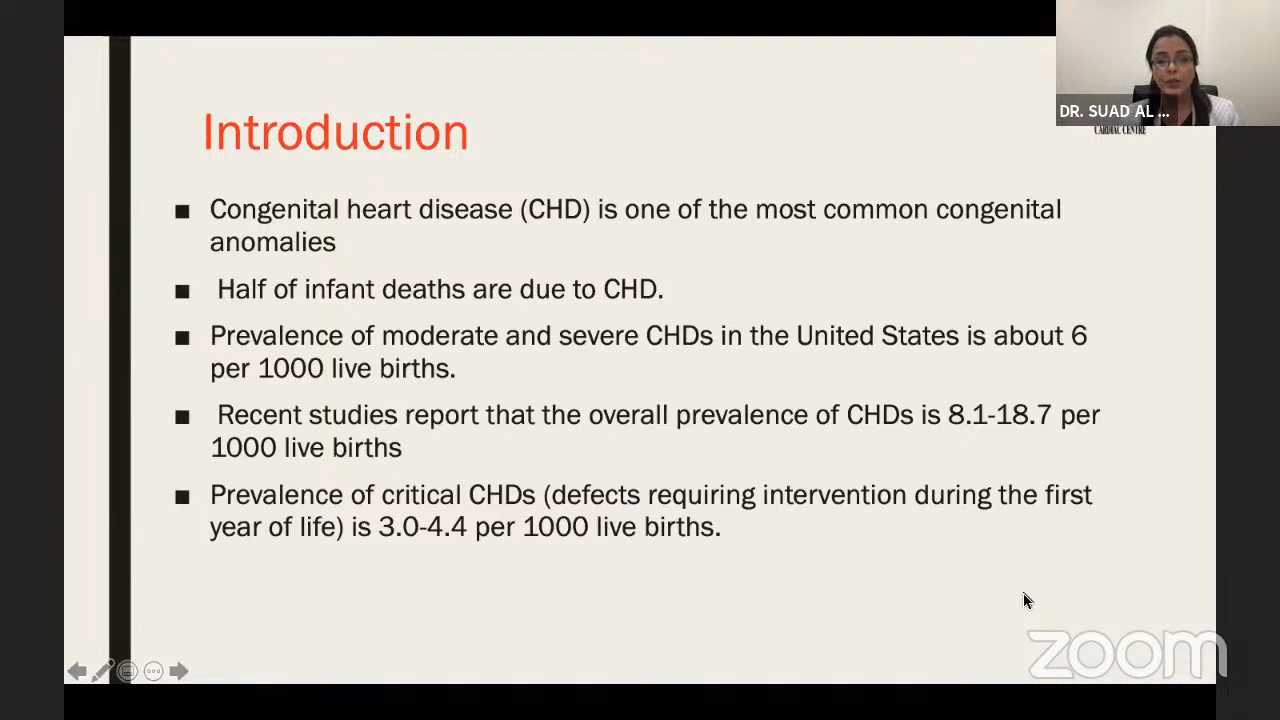 DR. SUAD AL ...
CARDIAC CENTRE
Introduction
■ Congenital heart disease (CHD) is one of the most common congenital
anomalies
■ Half of infant deaths are due to CHD.
■ Prevalence of moderate and severe CHDs in the United States is about 6
per 1000 live births.
■ Recent studies report that the overall prevalence of CHDs is 8.1-18.7 per
1000 live births
■ Prevalence of critical CHDs (defects requiring intervention during the first
year of life) is 3.0-4.4 per 1000 live births.
zoom